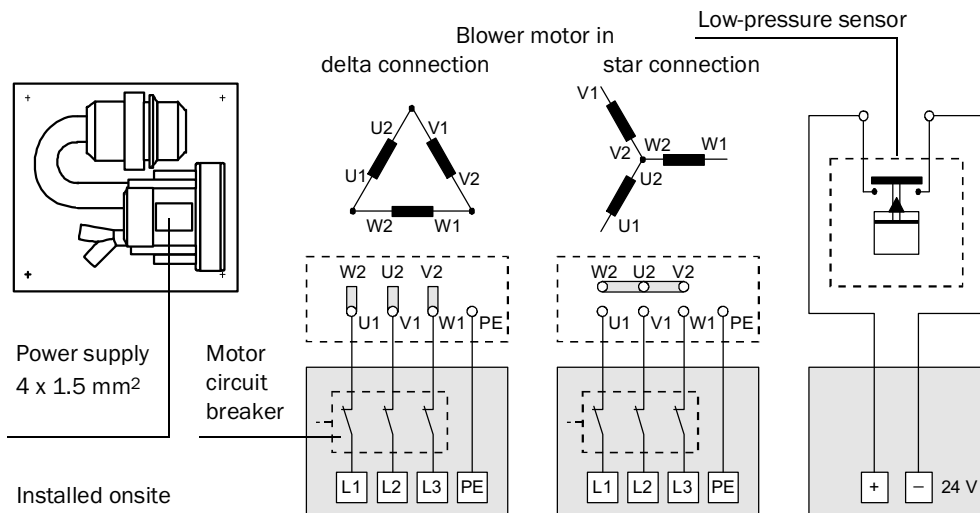 Low-pressure sensor
Blower motor in
delta connection
star connection
U2 V1
U1 V2
W2 W1
V1
V2 W2 W1
U2
U1
W2 U2 V2
U1 V1 W1 PE
W2 U2 V2
U1 V1 W1 PE
Power supply
4 x 1.5 mm²
Motor
circuit
breaker
Installed onsite
L1 L2 L3 PE
L1 L2 L3 PE
+ – 24 V